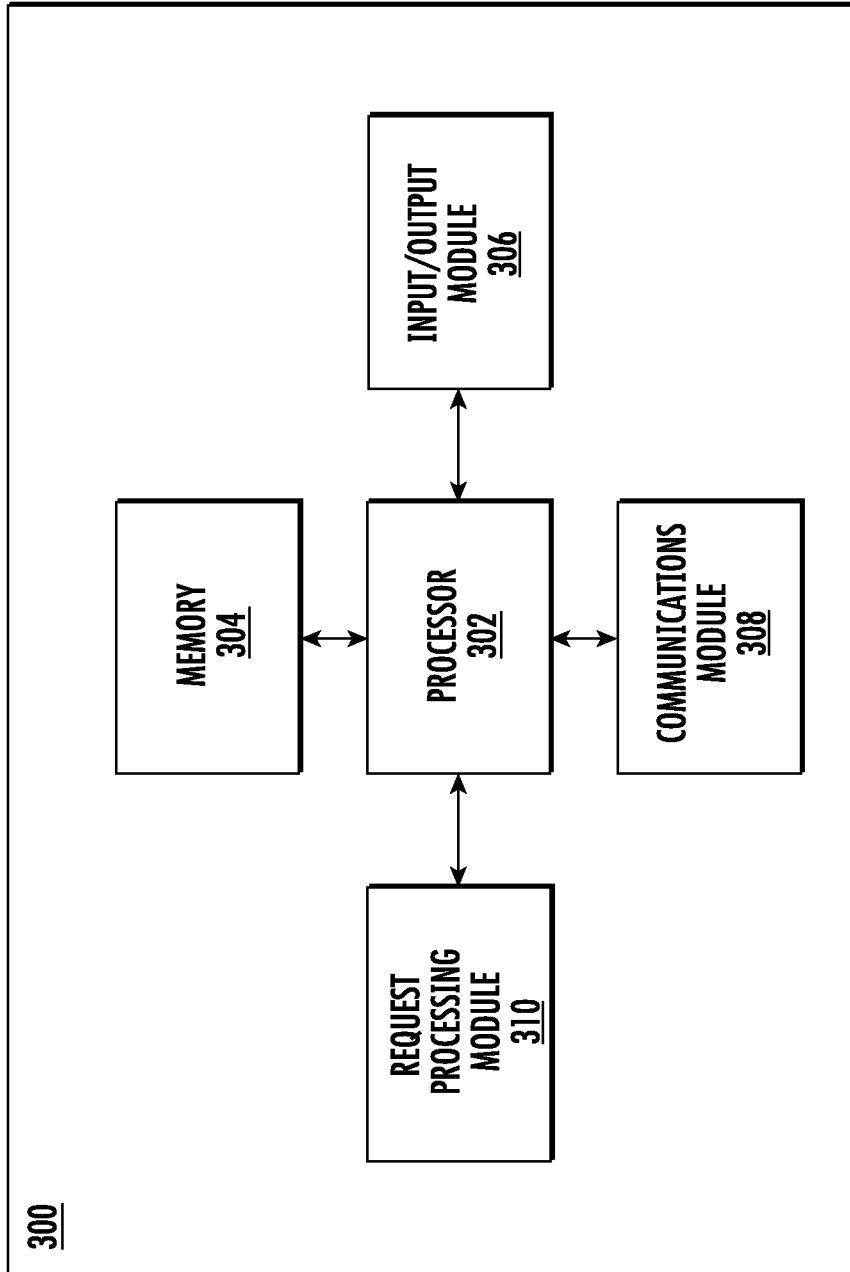 300
MEMORY
304
REQUEST
PROCESSING
MODULE
310
PROCESSOR
302
INPUT/OUTPUT
MODULE
306
COMMUNICATIONS
MODULE
308